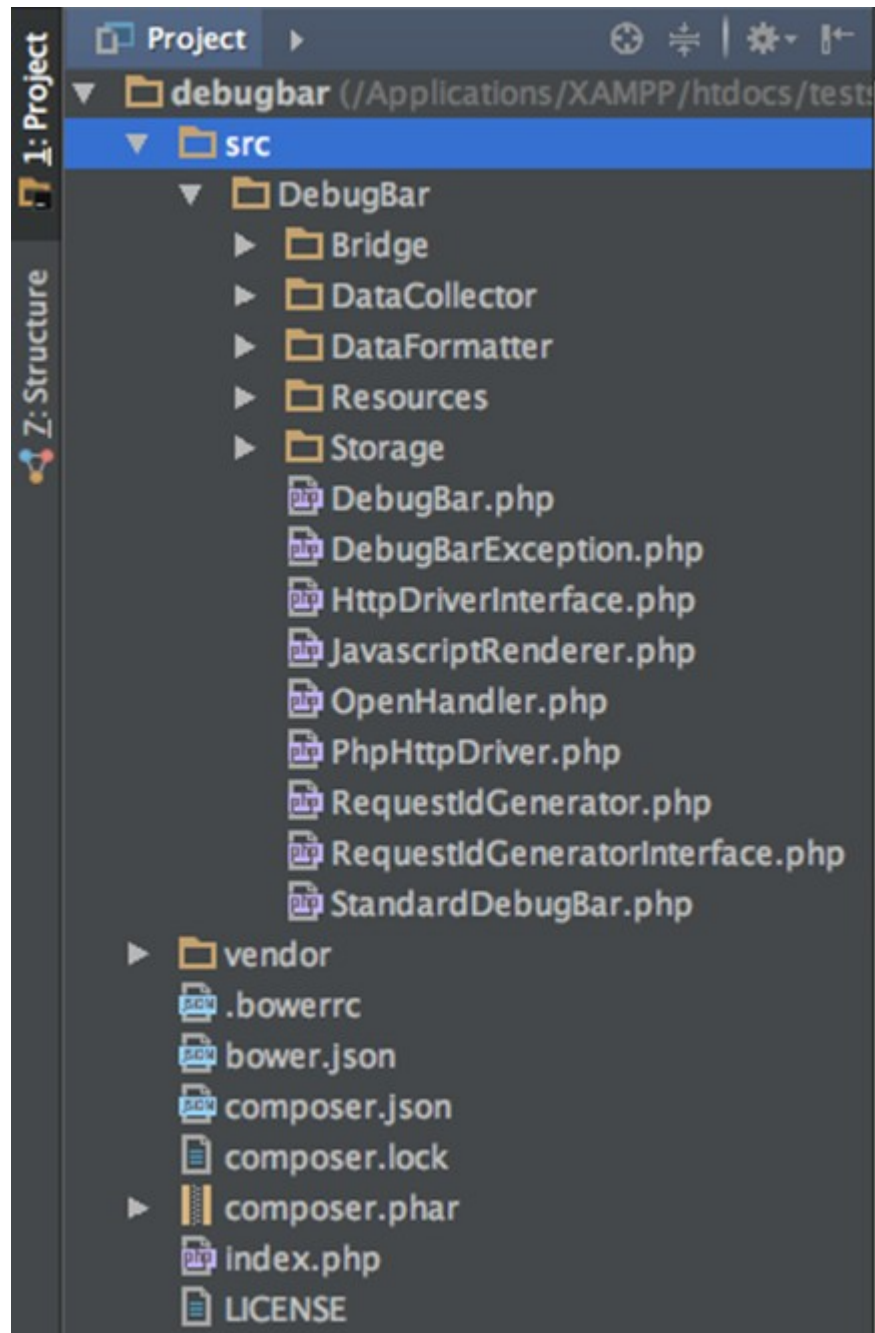 1: Project
Z: Structure
Project
debugbar (/Applications/XAMPP/htdocs/tests
src
DebugBar
Bridge
DataCollector
DataFormatter
Resources
Storage
DebugBar.php
DebugBarException.php
HttpDriverInterface.php
JavascriptRenderer.php
OpenHandler.php
PhpHttpDriver.php
RequestIdGenerator.php
RequestIdGeneratorInterface.php
StandardDebugBar.php
vendor
.bowerrc
bower.json
composer.json
composer.lock
composer.phar
index.php
LICENSE